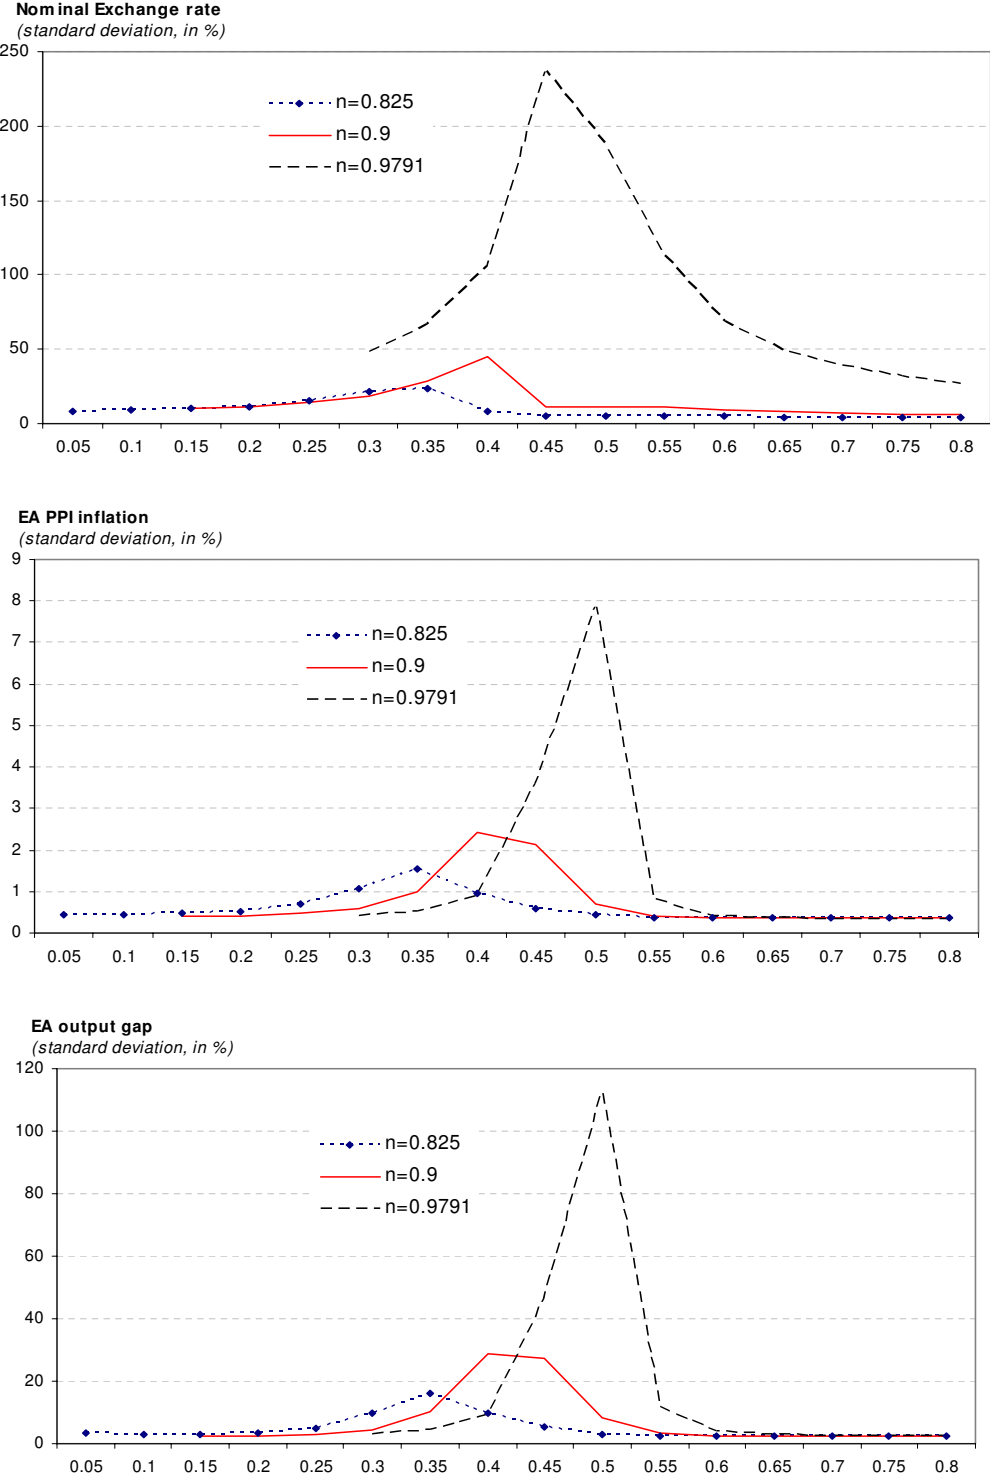 Nominal Exchange rate
(standard deviation, in %)
250
200
150
100
50
0
n=0.825
n=0.9
n=0.9791
0.05 0.1 0.15 0.2 0.25 0.3 0.35 0.4 0.45 0.5 0.55 0.6 0.65 0.7 0.75 0.8
EA PPI inflation
(standard deviation, in %)
9
8
7
6
5
4
3
2
1
0
n=0.825
n=0.9
n=0.9791
0.05 0.1 0.15 0.2 0.25 0.3 0.35 0.4 0.45 0.5 0.55 0.6 0.65 0.7 0.75 0.8
EA output gap
(standard deviation, in %)
120
100
80
60
40
20
0
n=0.825
n=0.9
n=0.9791
0.05 0.1 0.15 0.2 0.25 0.3 0.35 0.4 0.45 0.5 0.55 0.6 0.65 0.7 0.75 0.8